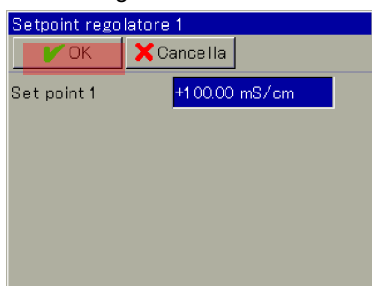 Setpoint regolatore 1
OK Cancella
Set point 1 +100.00 mS/cm